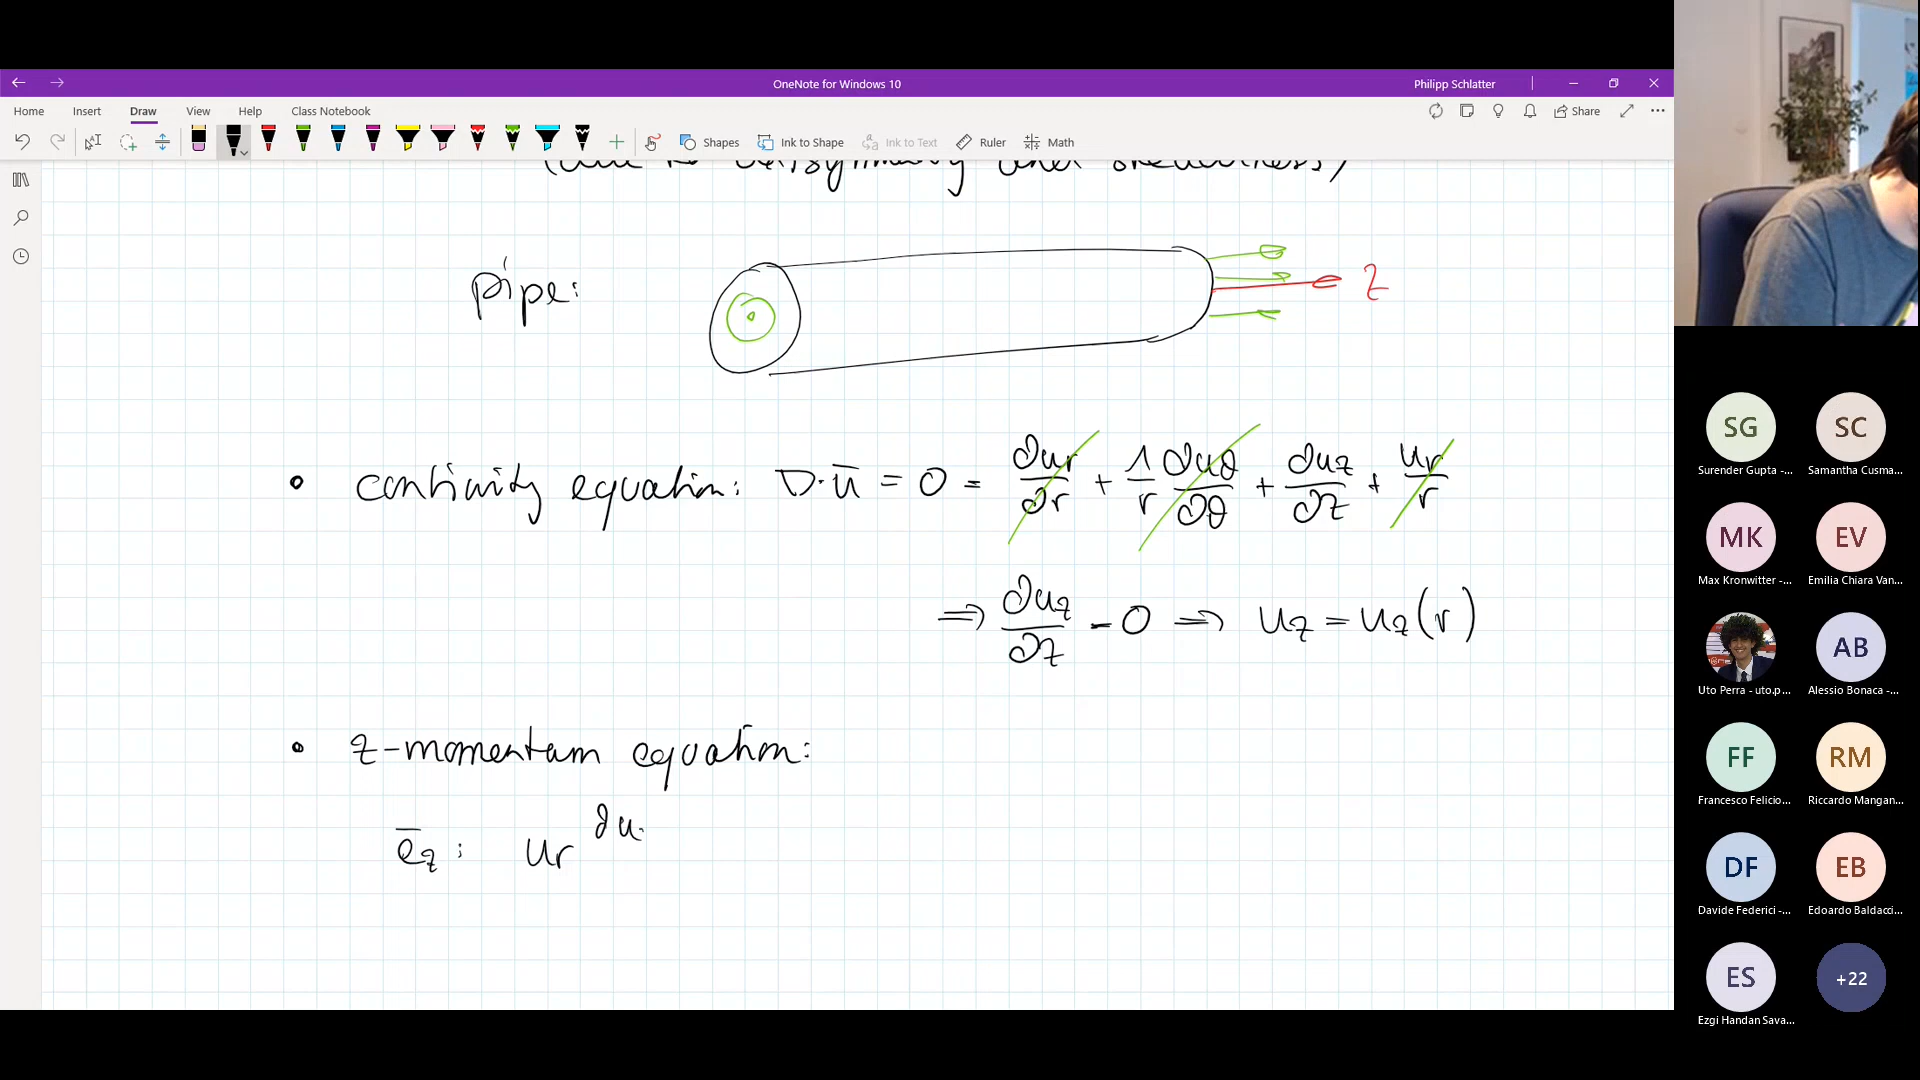 OneNote for Windows 10
Philipp Schlatter
Home Insert Draw View Help Class Notebook
Share
Shapes Ink to Shape Ink to Text Ruler Math
pipe:
z
• continuity equation: ∇·ū = 0 = ∂ur/∂r + 1/r ∂uθ/∂θ + ∂uz/∂z + ur/r
⇒ ∂uz/∂z = 0 ⇒ uz = uz(r)
• z-momentum equation:
ēz: ur ∂u
SG SC
Surender Gupta -... Samantha Cusma...
MK EV
Max Kronwitter -... Emilia Chiara Van...
AB
Uto Perra - uto.p... Alessio Bonaca -...
FF RM
Francesco Felicio... Riccardo Mangan...
DF EB
Davide Federici -... Edoardo Baldacci...
ES +22
Ezgi Handan Sava...